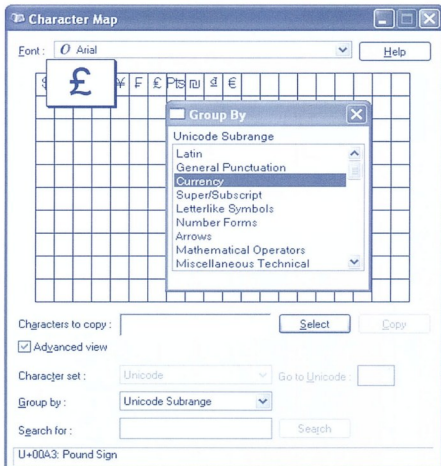 Character Map
Font : O Arial Help
$ £ ¥ ₣ £ Pts ₪ ₫ €
Group By
Unicode Subrange
Latin
General Punctuation
Currency
Super/Subscript
Letterlike Symbols
Number Forms
Arrows
Mathematical Operators
Miscellaneous Technical
Characters to copy : Select Copy
Advanced view
Character set : Unicode Go to Unicode :
Group by : Unicode Subrange
Search for : Search
U+00A3: Pound Sign